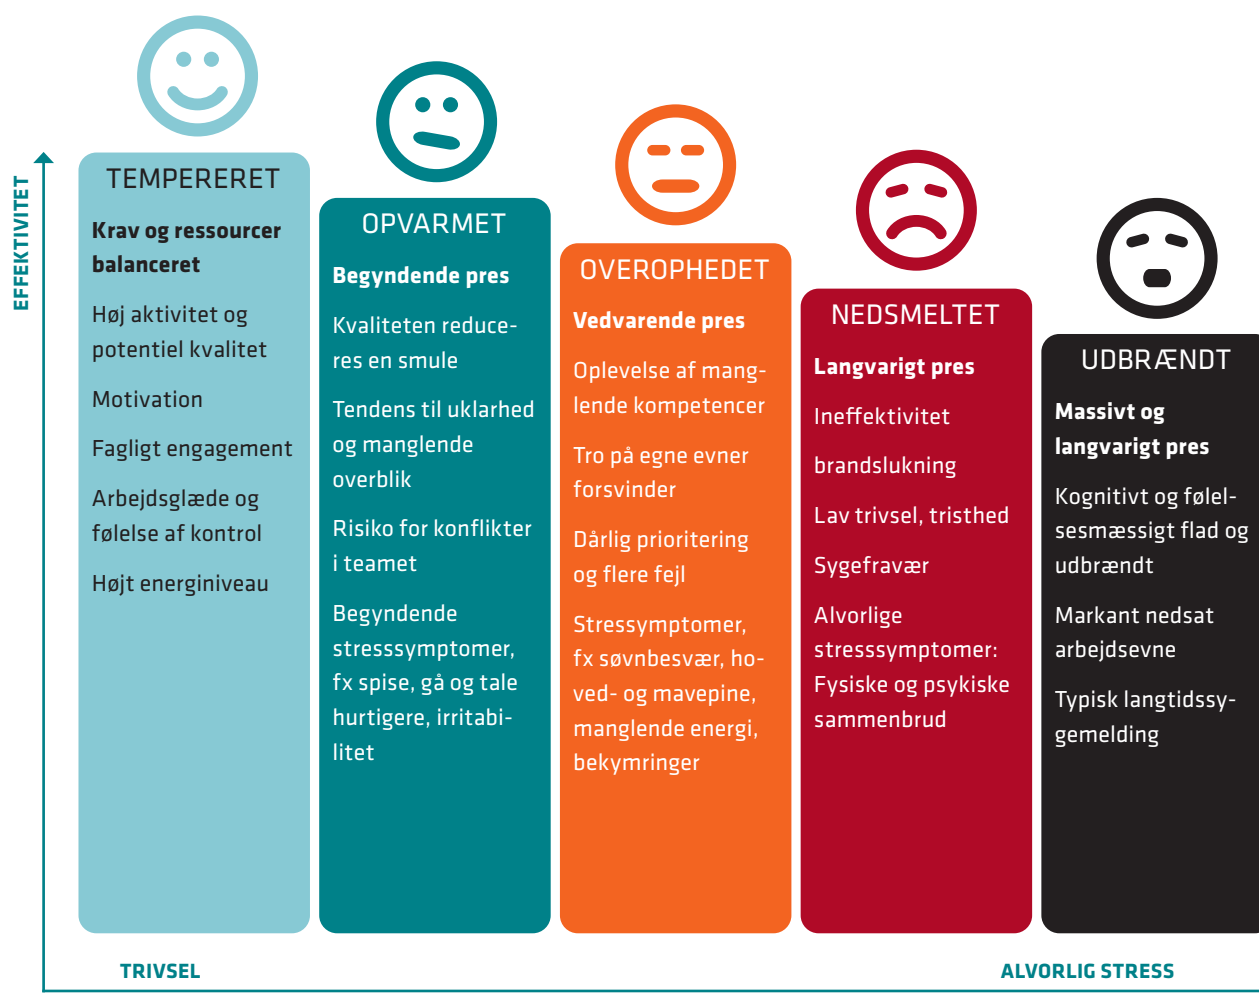 EFFEKTIVITET
TEMPERERET
Krav og ressourcer
balanceret
Høj aktivitet og
potentiel kvalitet
Motivation
Fagligt engagement
Arbejdsglæde og
følelse af kontrol
Højt energiniveau
OPVARMET
Begyndende pres
Kvaliteten reduce-
res en smule
Tendens til uklarhed
og manglende
overblik
Risiko for konflikter
i teamet
Begyndende
stresssymptomer,
fx spise, gå og tale
hurtigere, irritabi-
litet
OVEROPHEDET
Vedvarende pres
Oplevelse af mang-
lende kompetencer
Tro på egne evner
forsvinder
Dårlig prioritering
og flere fejl
Stressymptomer,
fx søvnbesvær, ho-
ved- og mavepine,
manglende energi,
bekymringer
NEDSMELTET
Langvarigt pres
Ineffektivitet
brandslukning
Lav trivsel, tristhed
Sygefravær
Alvorlige
stresssymptomer:
Fysiske og psykiske
sammenbrud
UDBRÆNDT
Massivt og
langvarigt pres
Kognitivt og følel-
sesmæssigt flad og
udbrændt
Markant nedsat
arbejdsevne
Typisk langtidssy-
gemelding
TRIVSEL
ALVORLIG STRESS